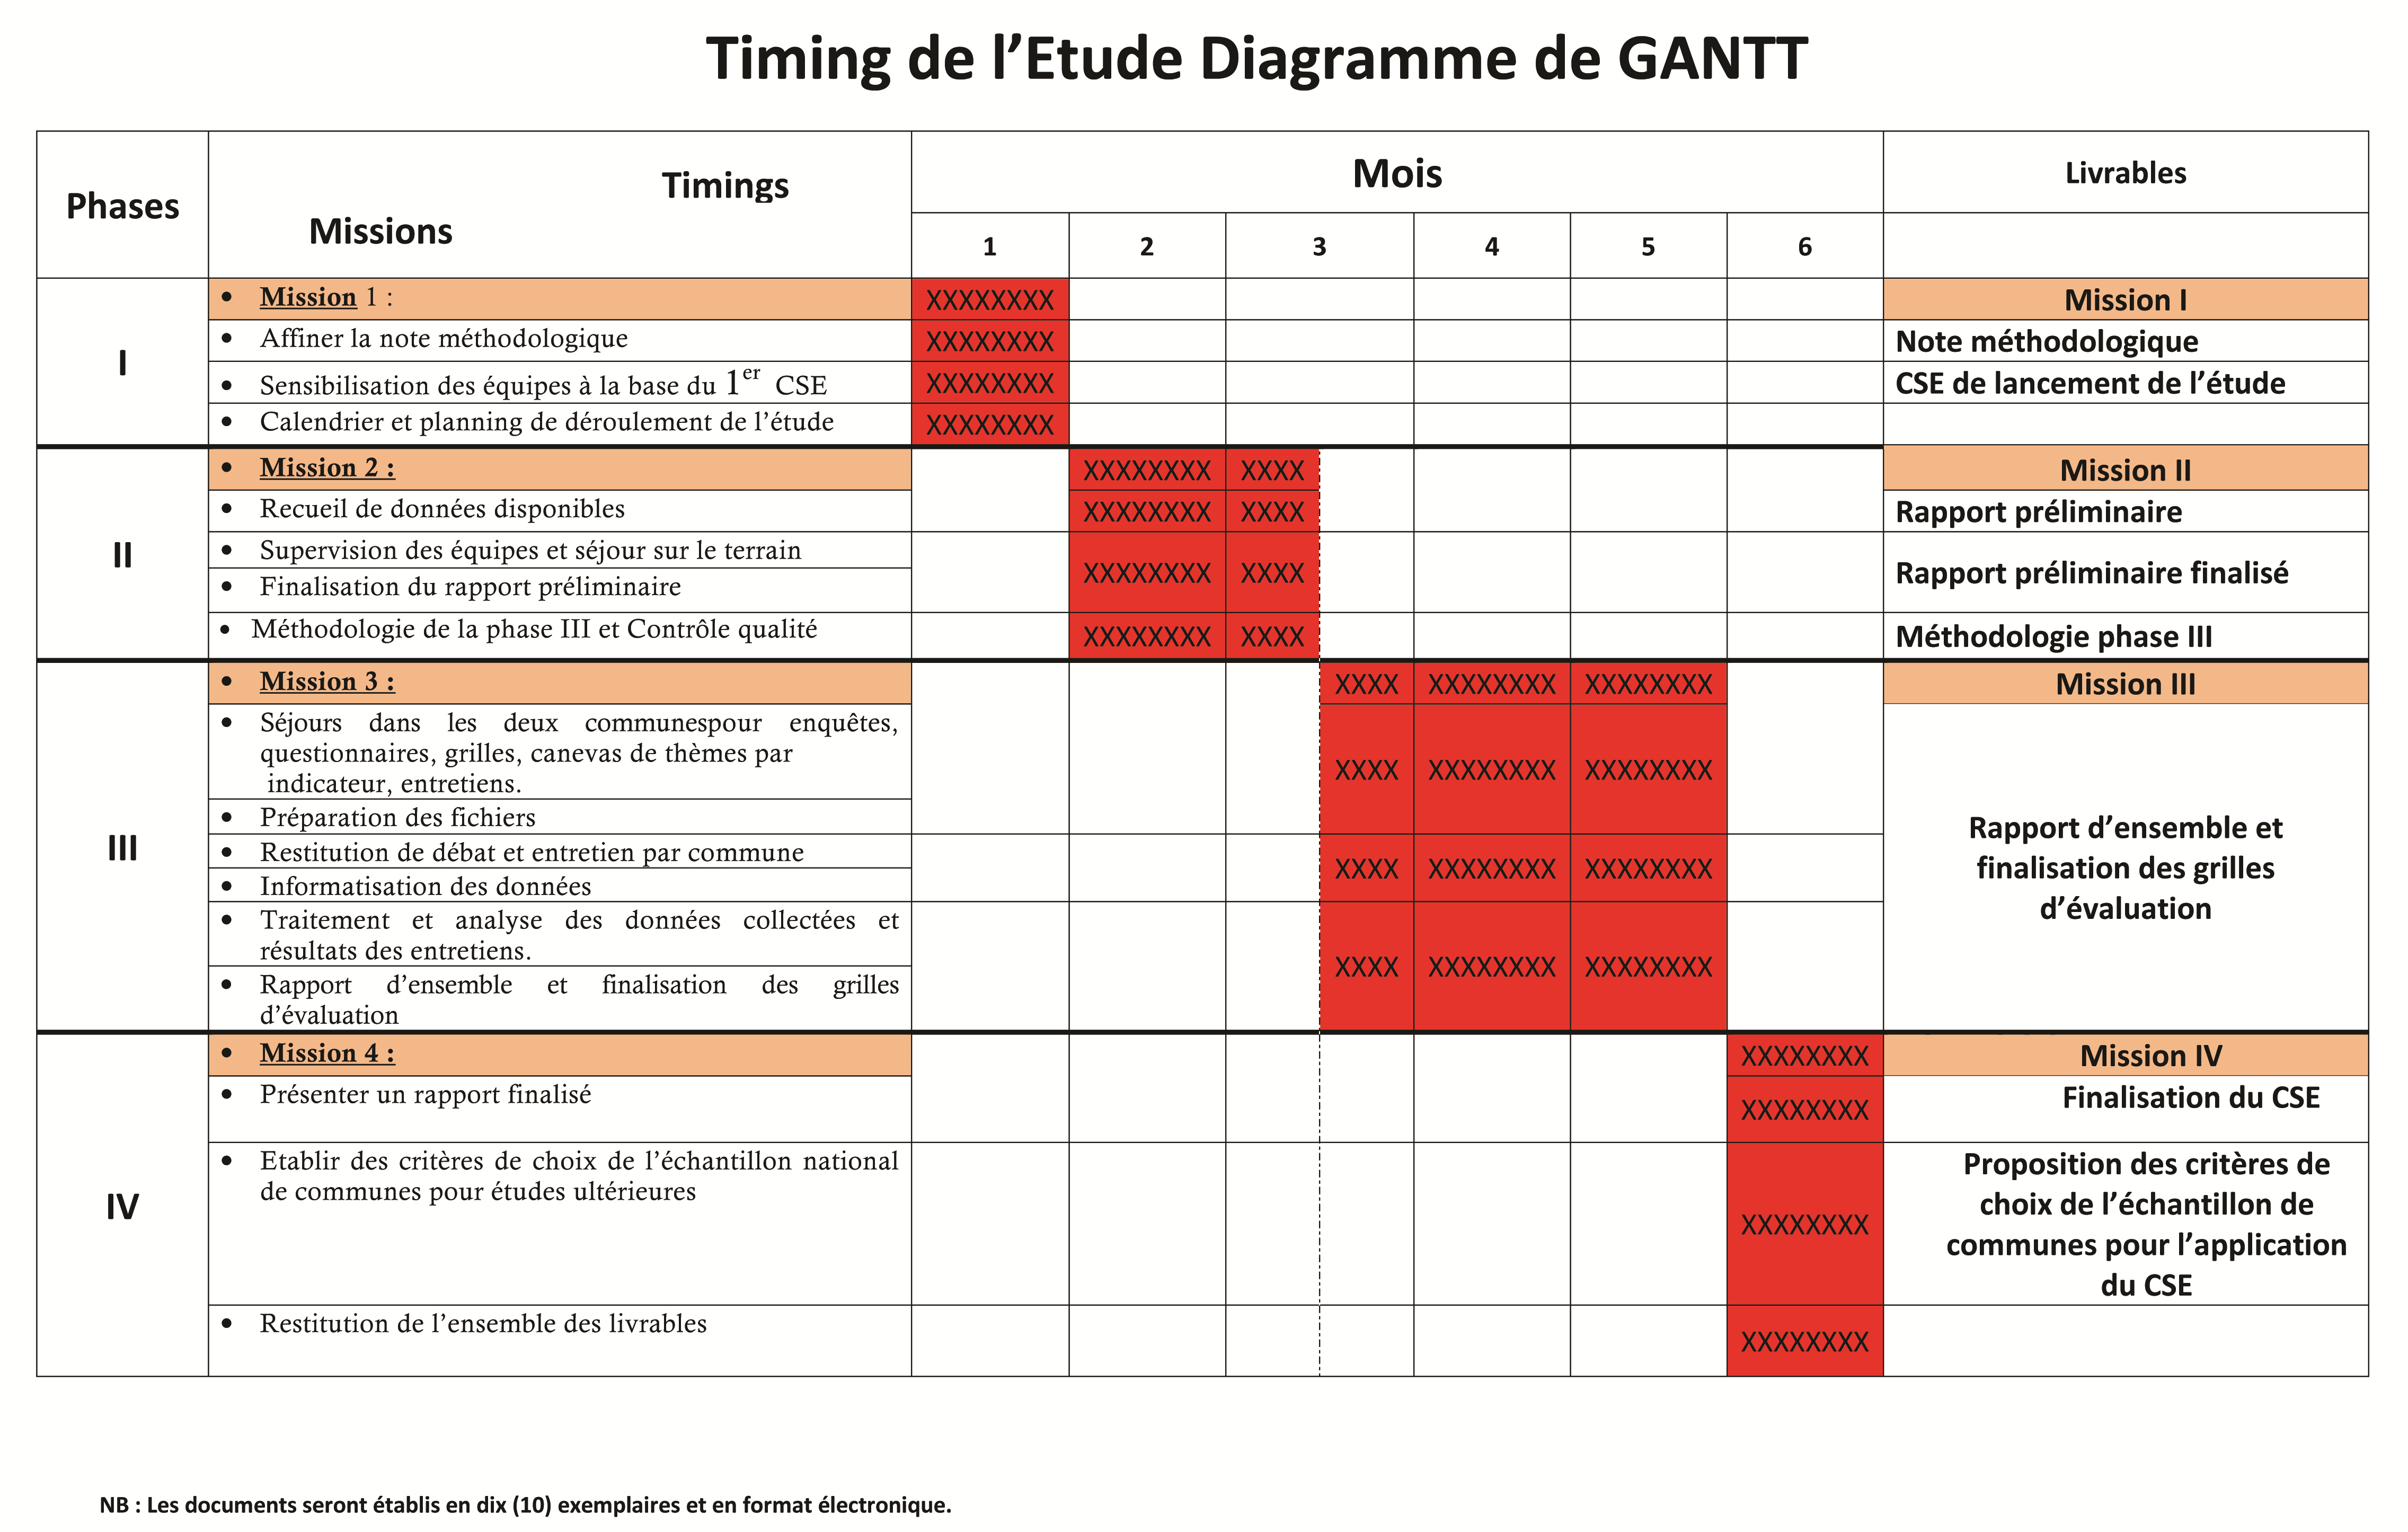 Timing de l’Etude Diagramme de GANTT
Phases
Timings
Missions
Mois
Livrables
1 2 3 4 5 6
I
• Mission 1 : XXXXXXXX Mission I
• Affiner la note méthodologique XXXXXXXX Note méthodologique
• Sensibilisation des équipes à la base du 1er CSE XXXXXXXX CSE de lancement de l’étude
• Calendrier et planning de déroulement de l’étude XXXXXXXX
II
• Mission 2 : XXXXXXXX XXXX Mission II
• Recueil de données disponibles XXXXXXXX XXXX Rapport préliminaire
• Supervision des équipes et séjour sur le terrain
• Finalisation du rapport préliminaire
XXXXXXXX XXXX Rapport préliminaire finalisé
• Méthodologie de la phase III et Contrôle qualité XXXXXXXX XXXX Méthodologie phase III
III
• Mission 3 : XXXX XXXXXXXX XXXXXXXX Mission III
• Séjours dans les deux communespour enquêtes,
questionnaires, grilles, canevas de thèmes par
indicateur, entretiens.
• Préparation des fichiers
XXXX XXXXXXXX XXXXXXXX
• Restitution de débat et entretien par commune
• Informatisation des données
XXXX XXXXXXXX XXXXXXXX
• Traitement et analyse des données collectées et
résultats des entretiens.
• Rapport d’ensemble et finalisation des grilles
d’évaluation
XXXX XXXXXXXX XXXXXXXX
Rapport d’ensemble et
finalisation des grilles
d’évaluation
IV
• Mission 4 : XXXXXXXX Mission IV
• Présenter un rapport finalisé XXXXXXXX Finalisation du CSE
• Etablir des critères de choix de l’échantillon national
de communes pour études ultérieures
XXXXXXXX
Proposition des critères de
choix de l’échantillon de
communes pour l’application
du CSE
• Restitution de l’ensemble des livrables XXXXXXXX
NB : Les documents seront établis en dix (10) exemplaires et en format électronique.